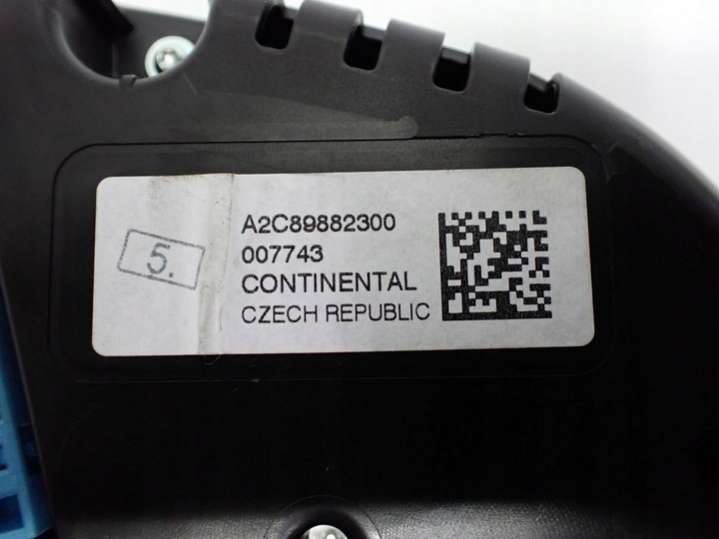 5.
A2C89882300
007743
CONTINENTAL
CZECH REPUBLIC